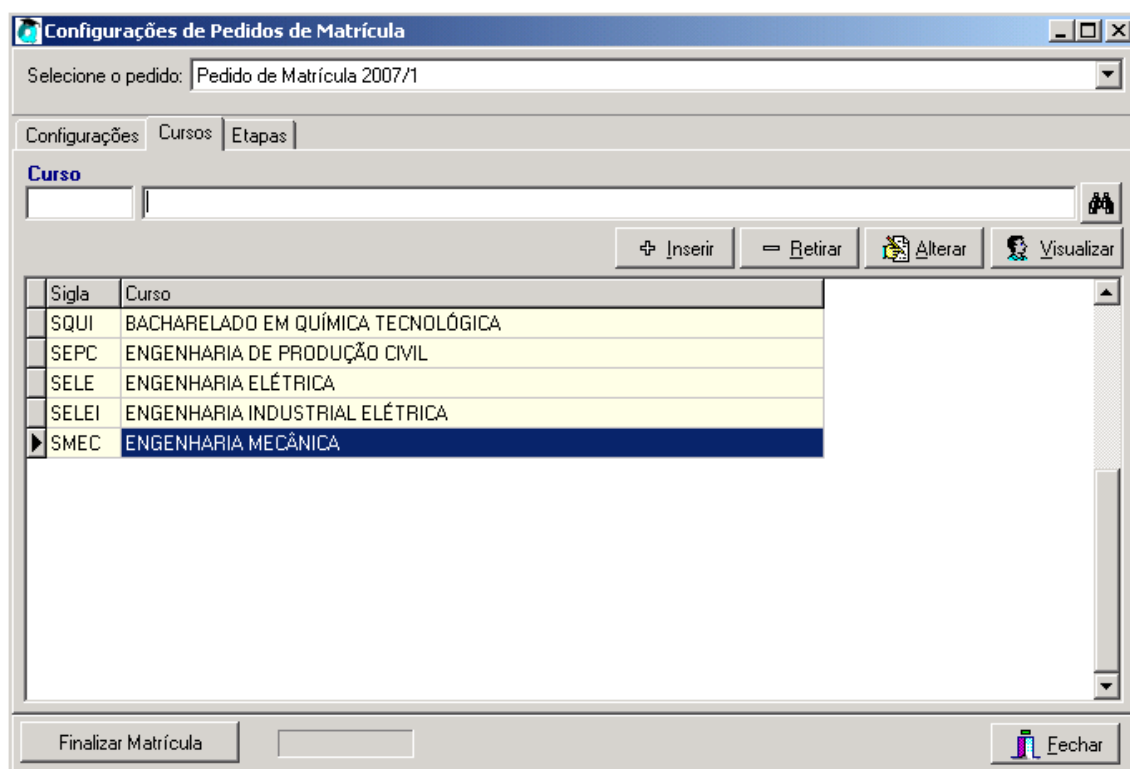 Configurações de Pedidos de Matrícula
Selecione o pedido: Pedido de Matrícula 2007/1
Configurações Cursos Etapas
Curso
Inserir Retirar Alterar Visualizar
Sigla Curso
SQUI BACHARELADO EM QUÍMICA TECNOLÓGICA
SEPC ENGENHARIA DE PRODUÇÃO CIVIL
SELE ENGENHARIA ELÉTRICA
SELEI ENGENHARIA INDUSTRIAL ELÉTRICA
SMEC ENGENHARIA MECÂNICA
Finalizar Matrícula Fechar